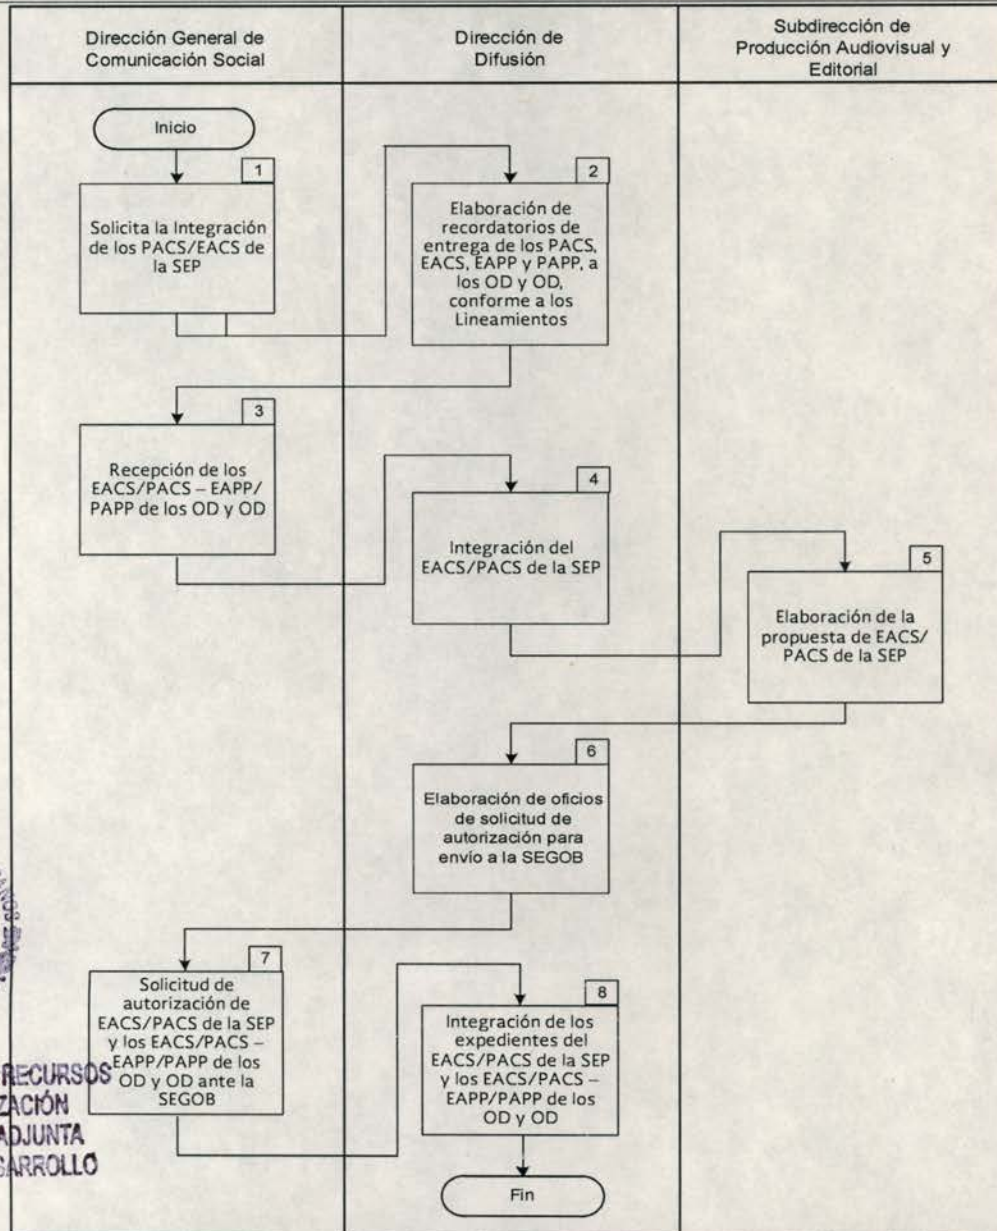 Dirección General de
Comunicación Social
Dirección de
Difusión
Subdirección de
Producción Audiovisual y
Editorial
Inicio
1
Solicita la Integración
de los PACS/EACS de
la SEP
2
Elaboración de
recordatorios de
entrega de los PACS,
EACS, EAPP y PAPP, a
los OD y OD,
conforme a los
Lineamientos
3
Recepción de los
EACS/PACS – EAPP/
PAPP de los OD y OD
4
Integración del
EACS/PACS de la SEP
5
Elaboración de la
propuesta de EACS/
PACS de la SEP
6
Elaboración de oficios
de solicitud de
autorización para
envío a la SEGOB
7
Solicitud de
autorización de
EACS/PACS de la SEP
y los EACS/PACS –
EAPP/PAPP de los
OD y OD ante la
SEGOB
8
Integración de los
expedientes del
EACS/PACS de la SEP
y los EACS/PACS –
EAPP/PAPP de los
OD y OD
Fin
RECURSOS
ZACIÓN
ADJUNTA
SARROLLO